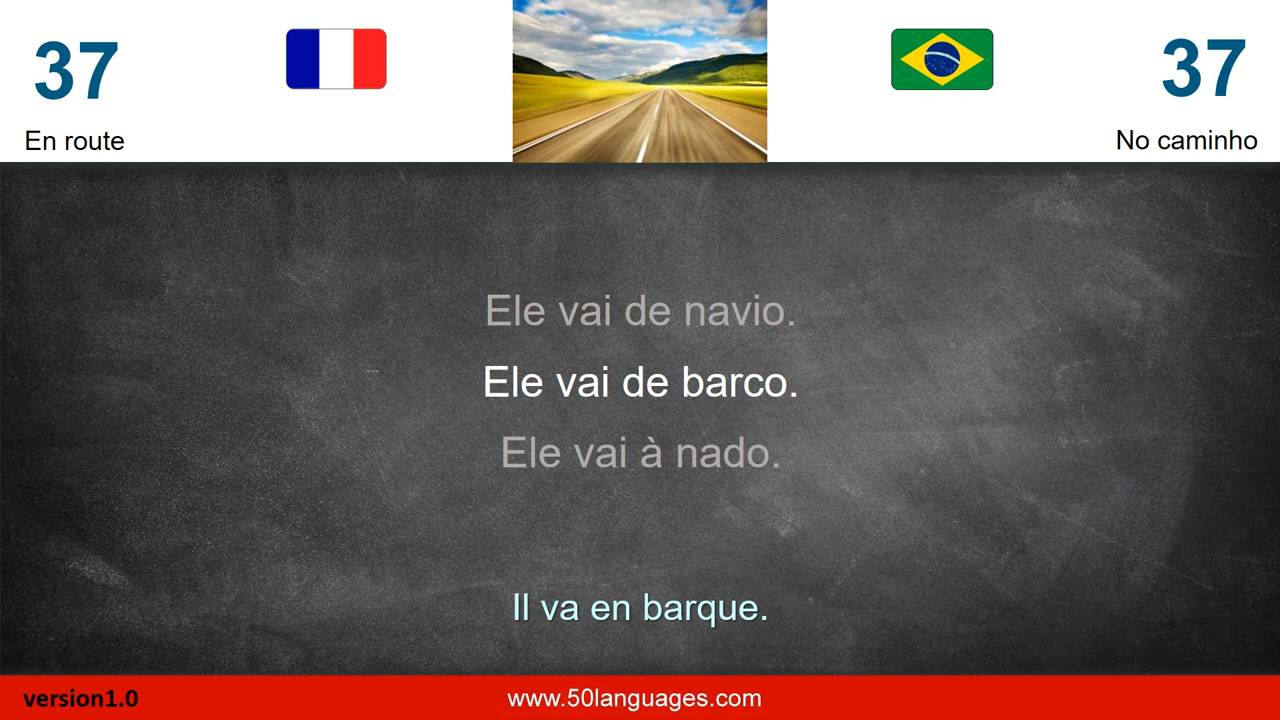 37
37
En route
No caminho
Ele vai de navio.
Ele vai de barco.
Ele vai à nado.
Il va en barque.
version1.0
www.50languages.com